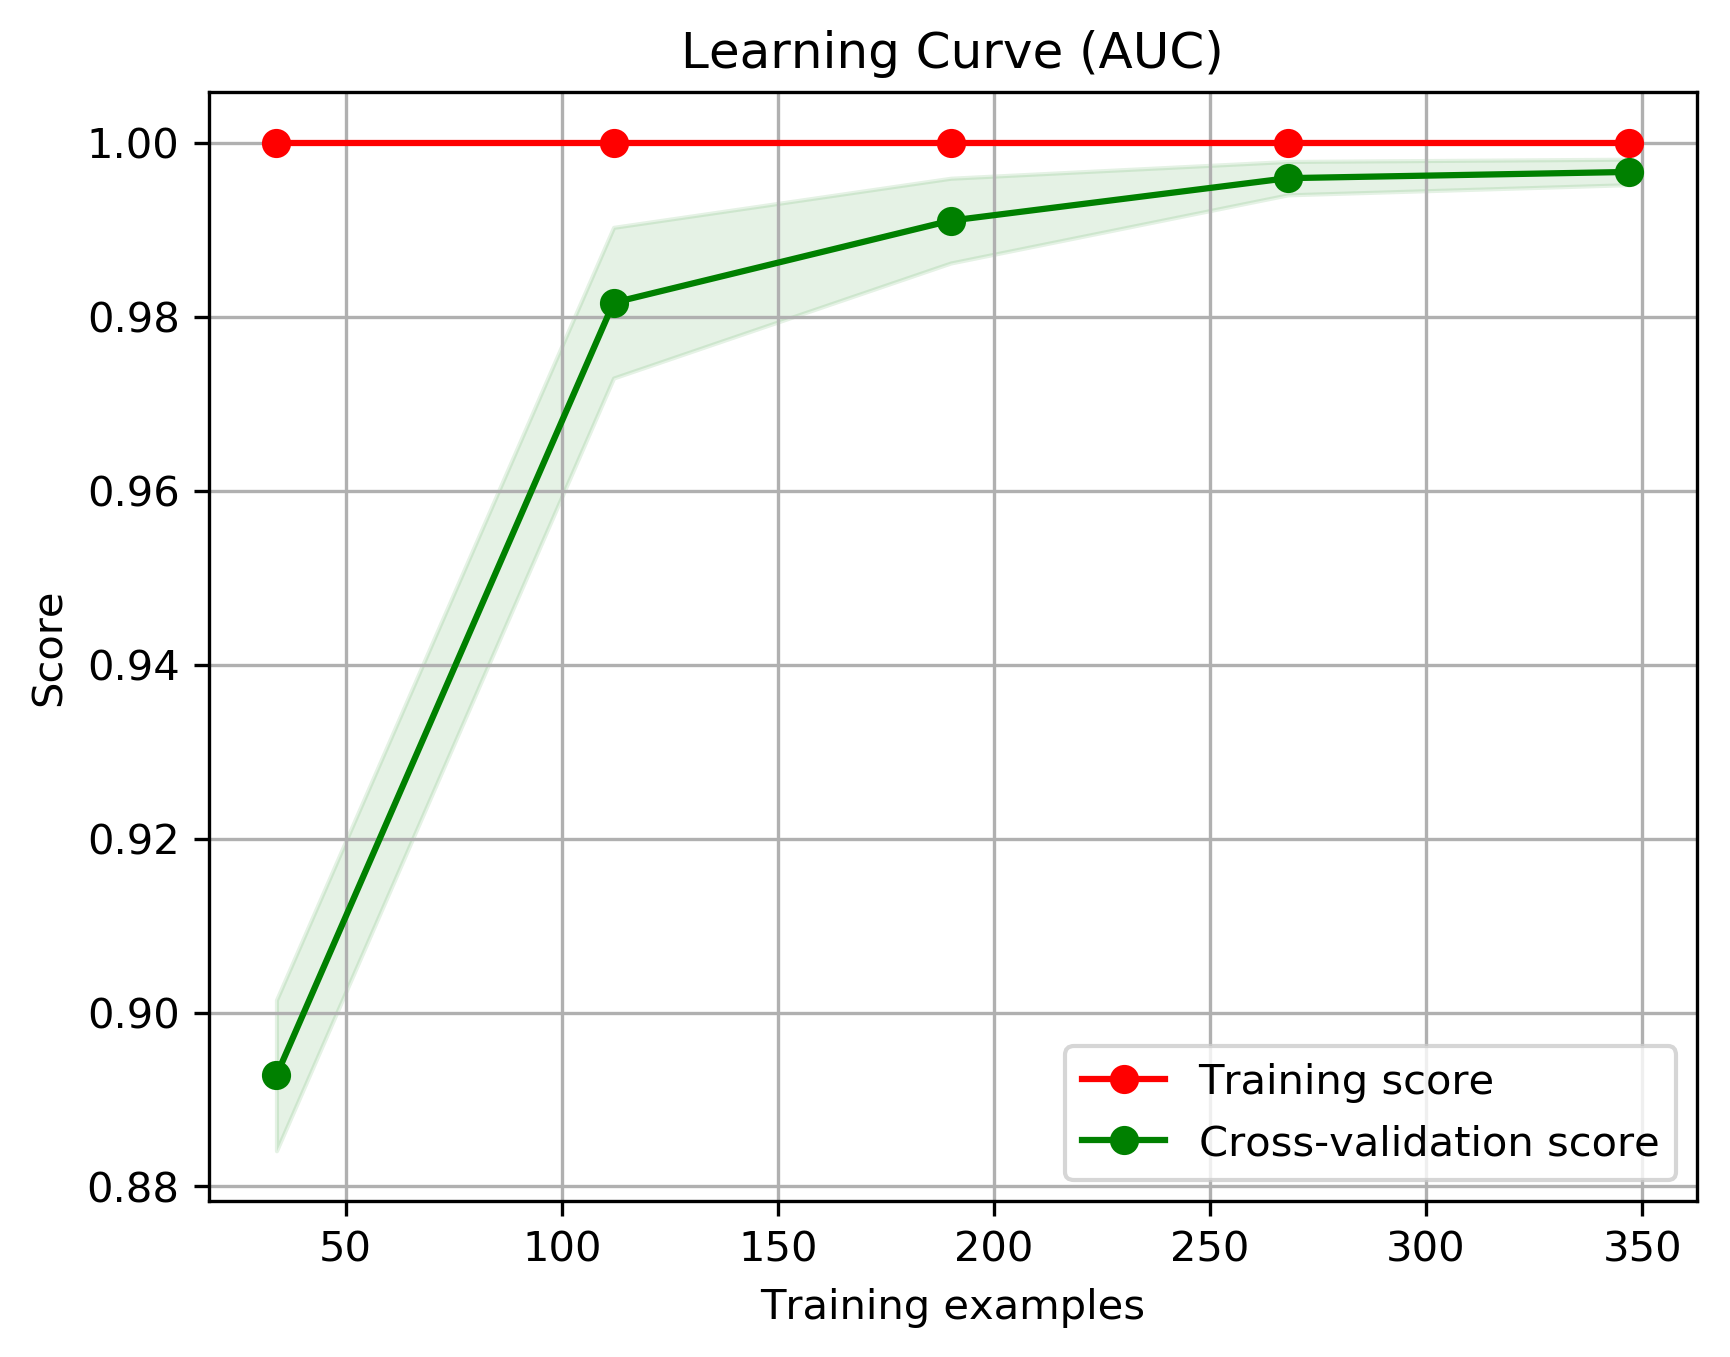 Learning Curve (AUC)
1.00
0.98
0.96
0.94
0.92
0.90
0.88
Score
Training score
Cross-validation score
50 100 150 200 250 300 350
Training examples